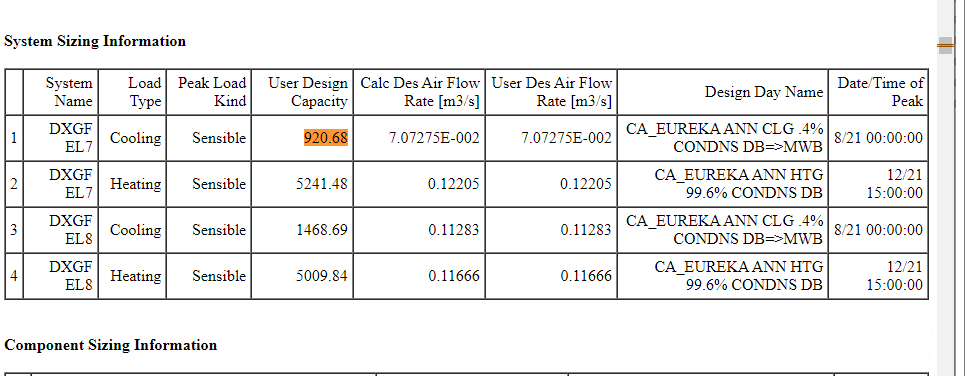 System Sizing Information
System Name | Load Type | Peak Load Kind | User Design Capacity | Calc Des Air Flow Rate [m3/s] | User Des Air Flow Rate [m3/s] | Design Day Name | Date/Time of Peak
1 | DXGF EL7 | Cooling | Sensible | 920.68 | 7.07275E-002 | 7.07275E-002 | CA_EUREKA ANN CLG .4% CONDNS DB=>MWB | 8/21 00:00:00
2 | DXGF EL7 | Heating | Sensible | 5241.48 | 0.12205 | 0.12205 | CA_EUREKA ANN HTG 99.6% CONDNS DB | 12/21 15:00:00
3 | DXGF EL8 | Cooling | Sensible | 1468.69 | 0.11283 | 0.11283 | CA_EUREKA ANN CLG .4% CONDNS DB=>MWB | 8/21 00:00:00
4 | DXGF EL8 | Heating | Sensible | 5009.84 | 0.11666 | 0.11666 | CA_EUREKA ANN HTG 99.6% CONDNS DB | 12/21 15:00:00
Component Sizing Information